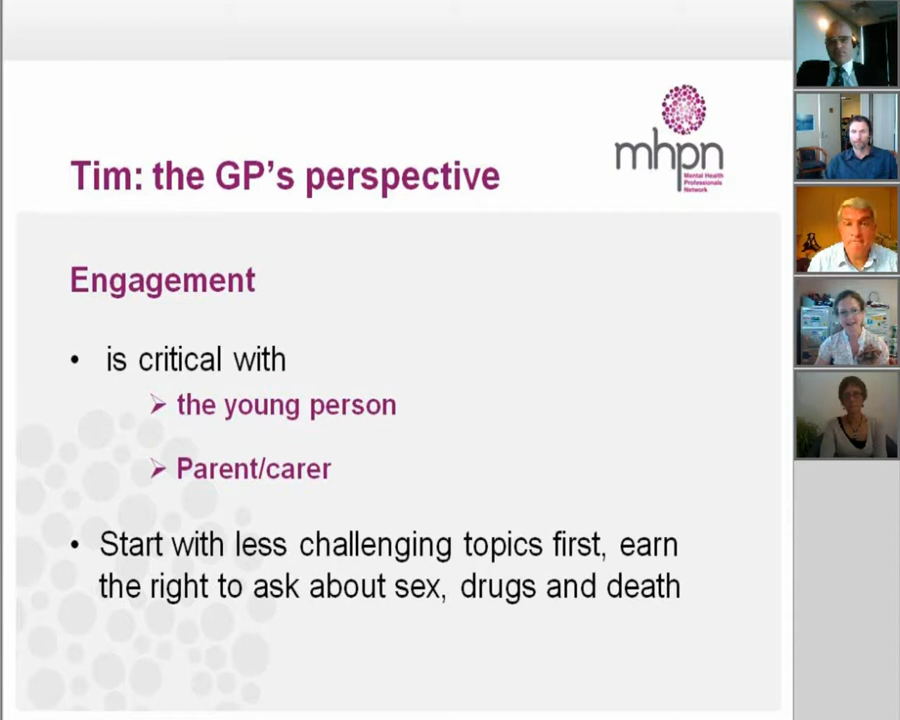 Tim: the GP's perspective
mhpn
Mental Health
Professionals
Network
Engagement
• is critical with
➢ the young person
➢ Parent/carer
• Start with less challenging topics first, earn
the right to ask about sex, drugs and death